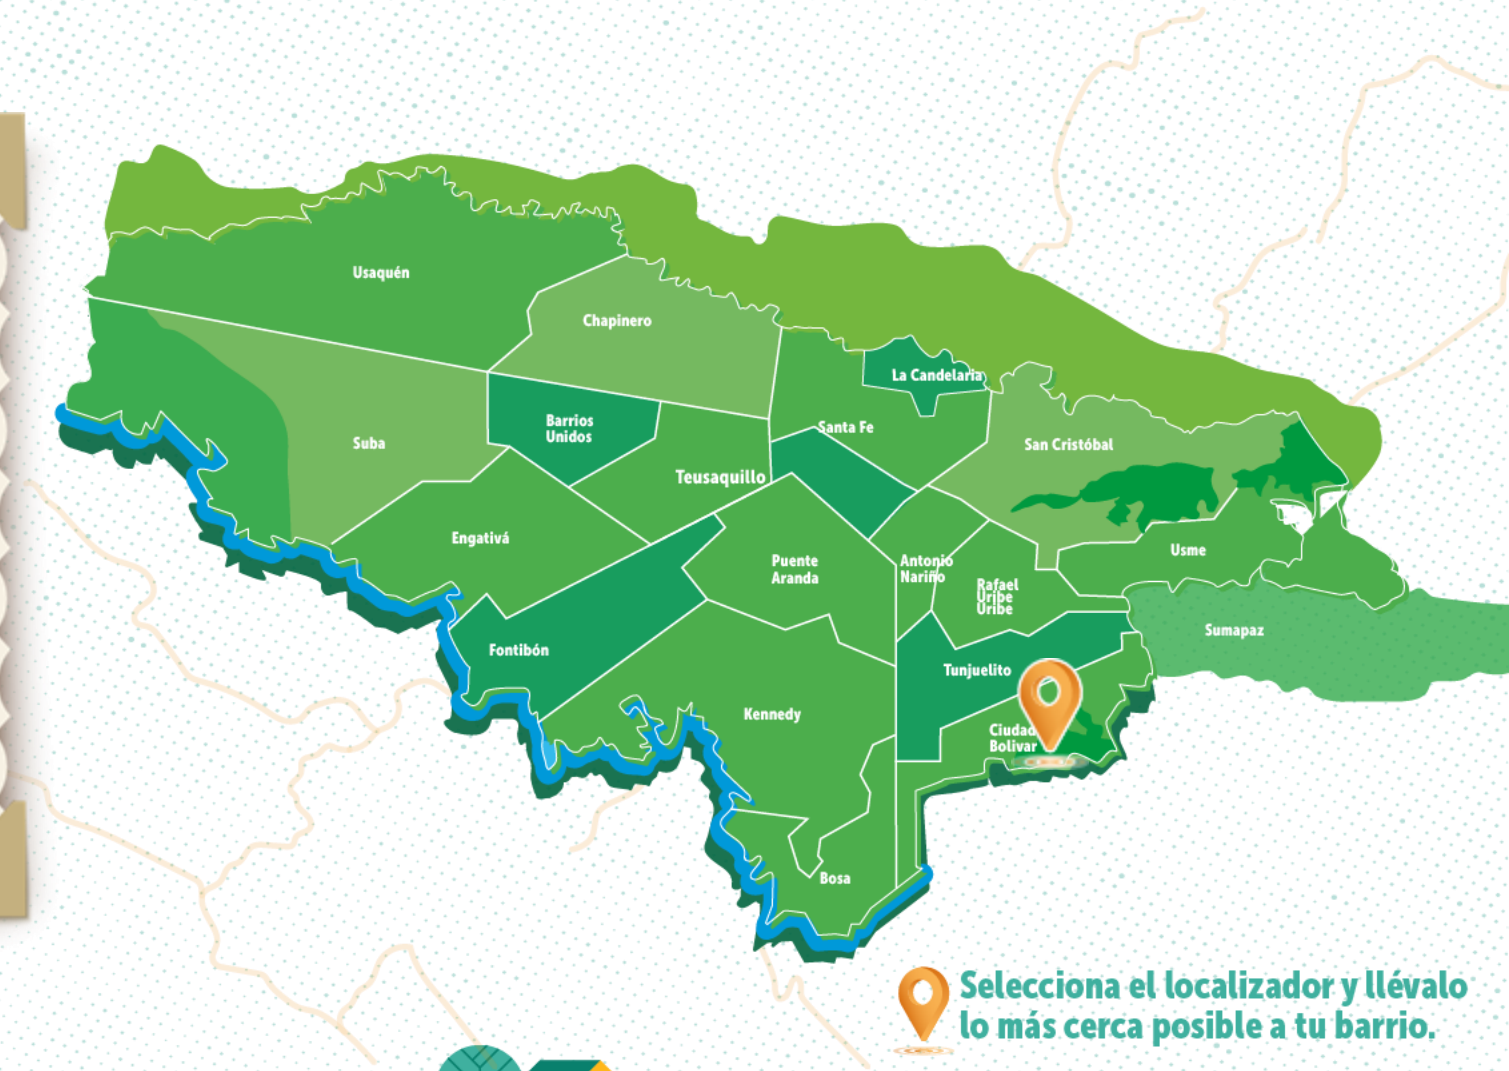 Usaquén
Chapinero
La Candelaria
Barrios
Unidos
Santa Fe
Suba
San Cristóbal
Teusaquillo
Engativá
Usme
Puente
Aranda
Antonio
Nariño
Rafael
Uribe
Uribe
Sumapaz
Fontibón
Tunjuelito
Kennedy
Ciudad
Bolivar
Bosa
Selecciona el localizador y llévalo
lo más cerca posible a tu barrio.